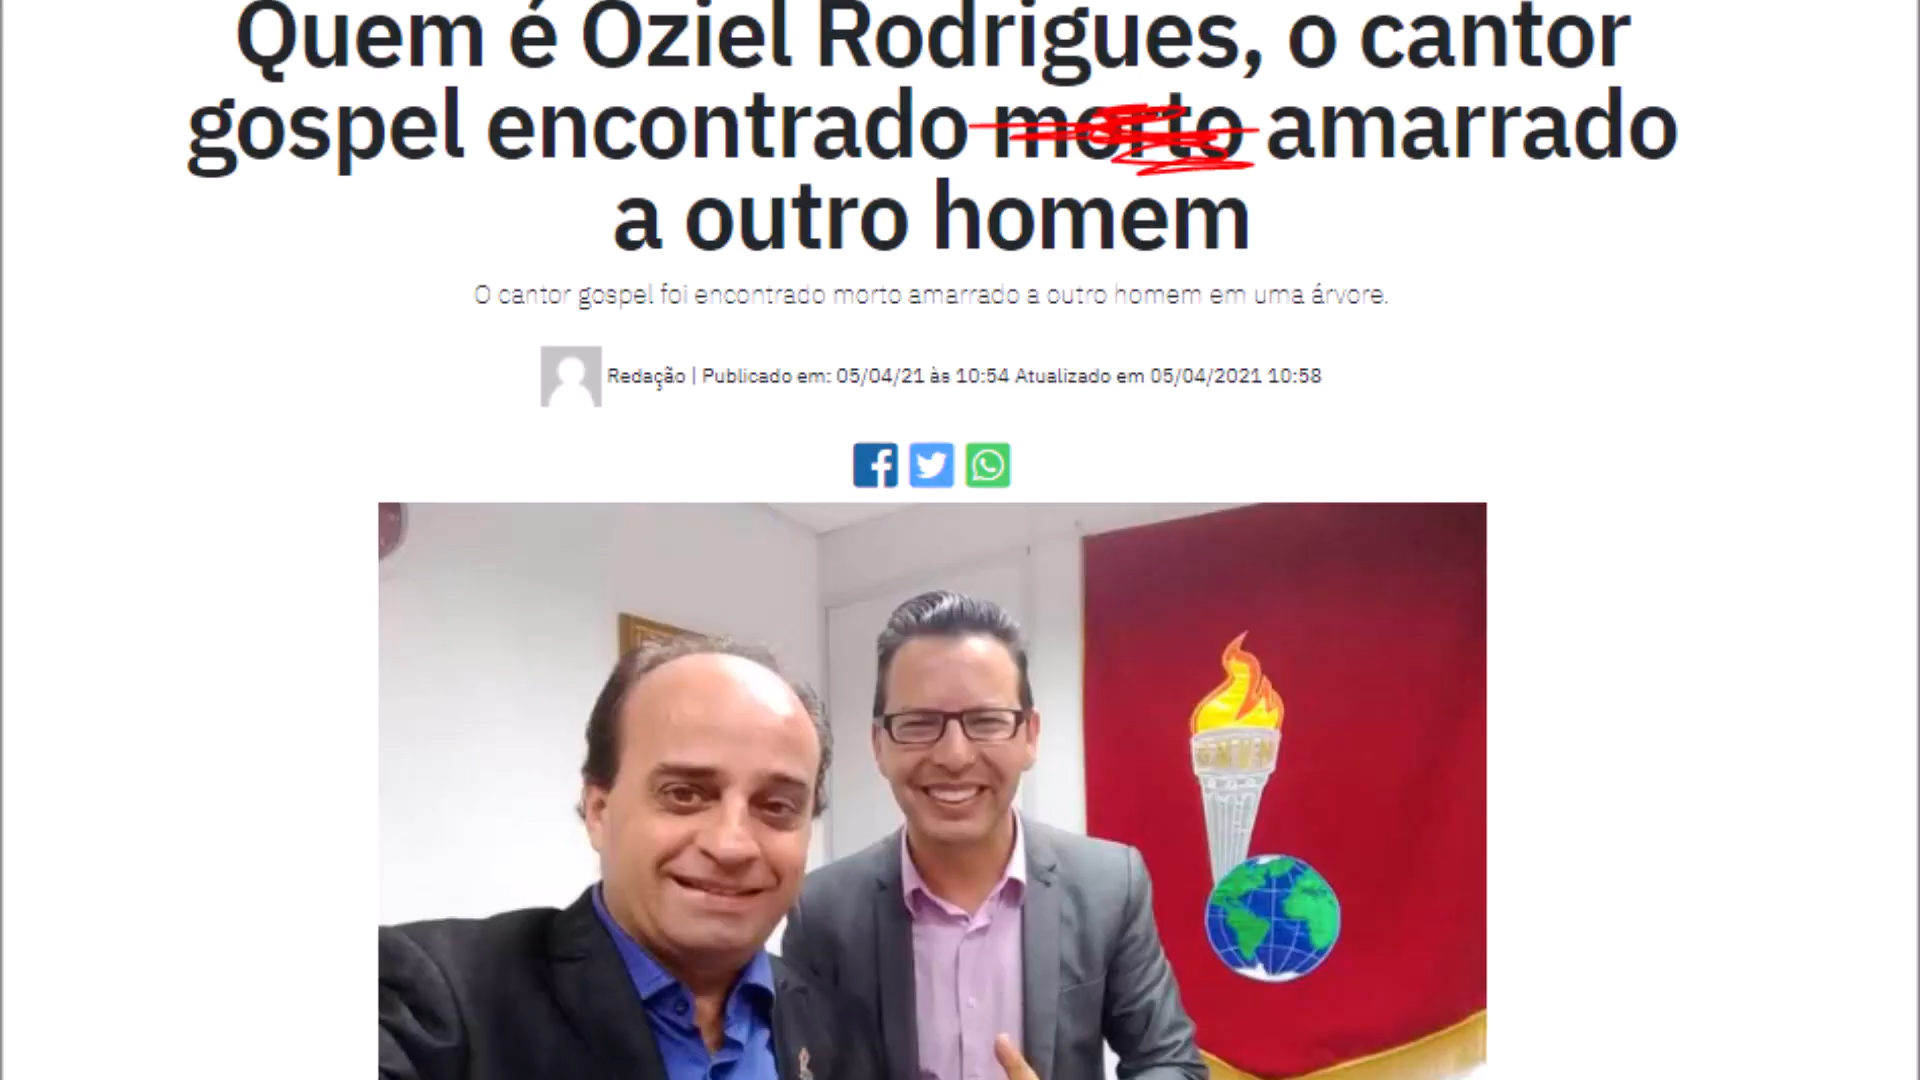 Quem é Oziel Rodrigues, o cantor
gospel encontrado morto amarrado
a outro homem
O cantor gospel foi encontrado morto amarrado a outro homem em uma árvore.
Redação | Publicado em: 05/04/21 às 10:54 Atualizado em 05/04/2021 10:58